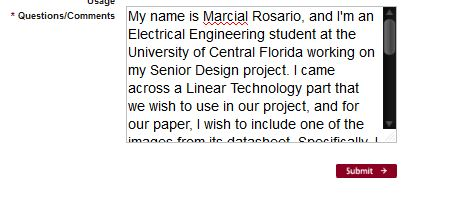 Usage
* Questions/Comments
My name is Marcial Rosario, and I'm an
Electrical Engineering student at the
University of Central Florida working on
my Senior Design project. I came
across a Linear Technology part that
we wish to use in our project, and for
our paper, I wish to include one of the
images from its datasheet. Specifically, I
Submit